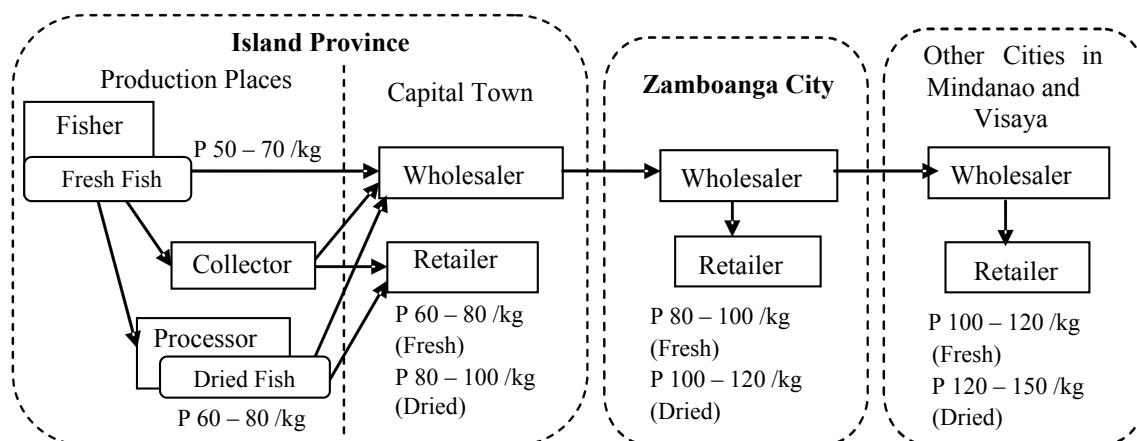 Island Province
Production Places
Capital Town
Fisher
Fresh Fish
P 50 – 70 /kg
Wholesaler
Collector
Retailer
P 60 – 80 /kg
(Fresh)
P 80 – 100 /kg
(Dried)
Processor
Dried Fish
P 60 – 80 /kg
Zamboanga City
Wholesaler
Retailer
P 80 – 100 /kg
(Fresh)
P 100 – 120 /kg
(Dried)
Other Cities in
Mindanao and
Visaya
Wholesaler
Retailer
P 100 – 120 /kg
(Fresh)
P 120 – 150 /kg
(Dried)